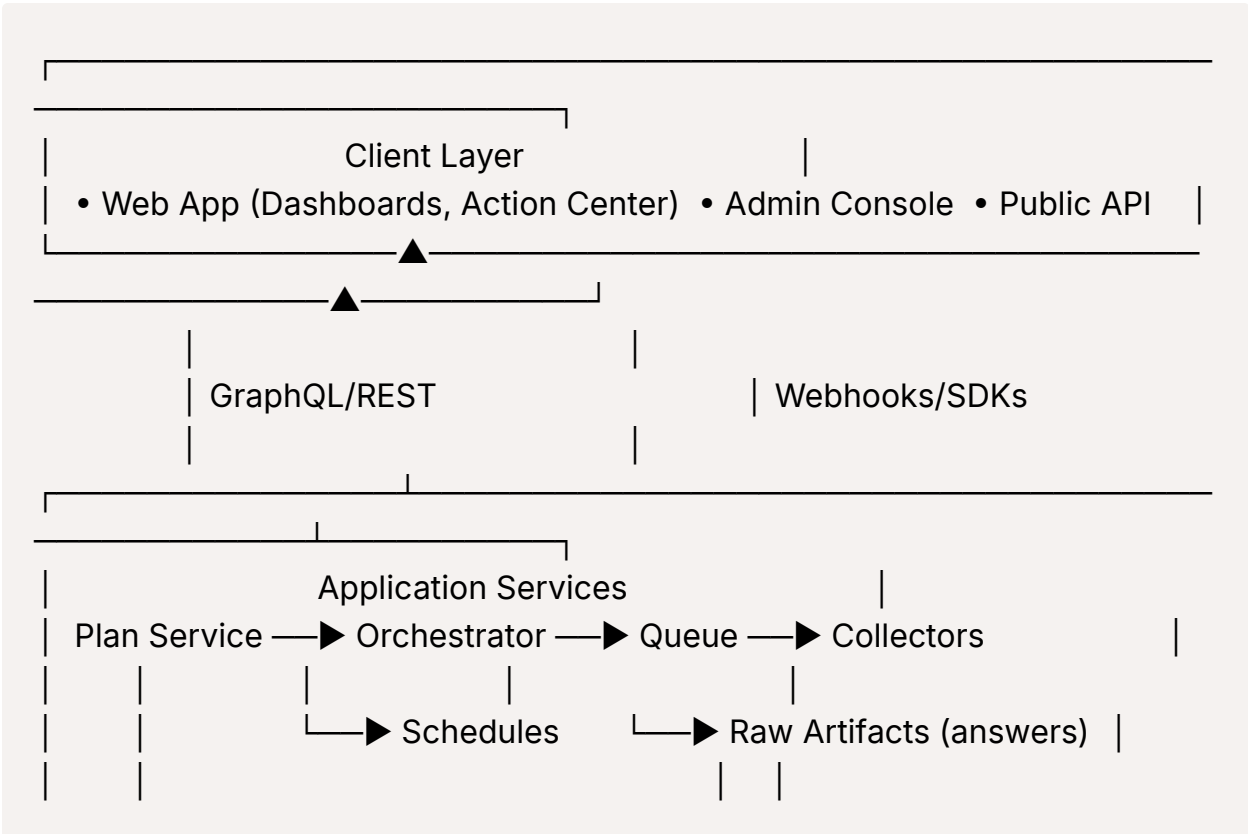 Client Layer
• Web App (Dashboards, Action Center) • Admin Console • Public API
GraphQL/REST Webhooks/SDKs
Application Services
Plan Service ──▶ Orchestrator ──▶ Queue ──▶ Collectors
└──▶ Schedules └──▶ Raw Artifacts (answers)